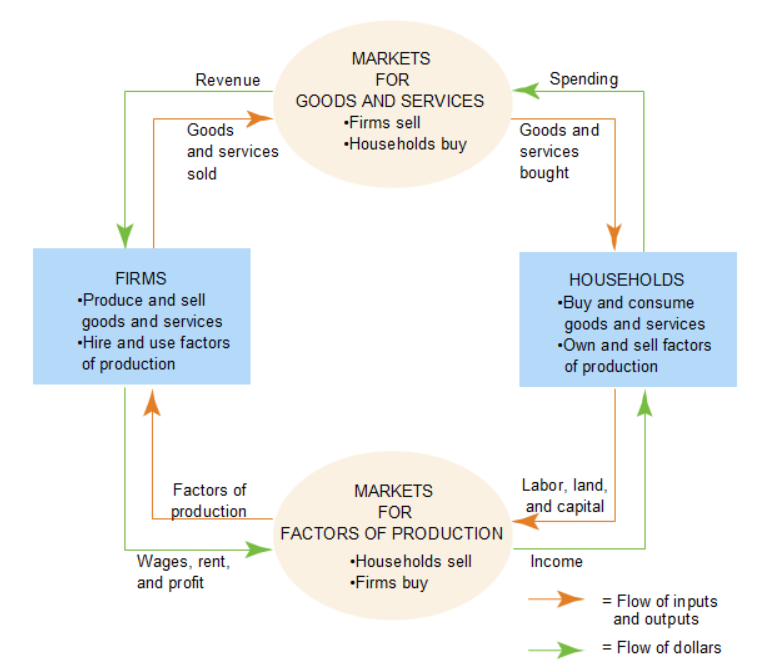 MARKETS
FOR
GOODS AND SERVICES
•Firms sell
•Households buy
Revenue
Spending
Goods
and services
sold
Goods and
services
bought
FIRMS
•Produce and sell
goods and services
•Hire and use factors
of production
HOUSEHOLDS
•Buy and consume
goods and services
•Own and sell factors
of production
Factors of
production
Labor, land,
and capital
MARKETS
FOR
FACTORS OF PRODUCTION
•Households sell
•Firms buy
Wages, rent,
and profit
Income
= Flow of inputs
and outputs
= Flow of dollars